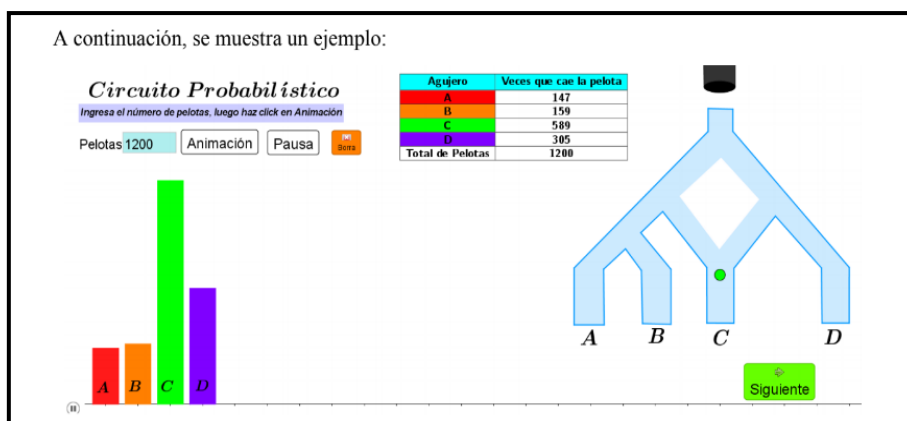 A continuación, se muestra un ejemplo:
Circuito Probabilístico
Ingresa el número de pelotas, luego haz click en Animación
Pelotas 1200 Animación Pausa Borra
Agujero Veces que cae la pelota
A 147
B 159
C 589
D 305
Total de Pelotas 1200
A B C D
A B C D
Siguiente